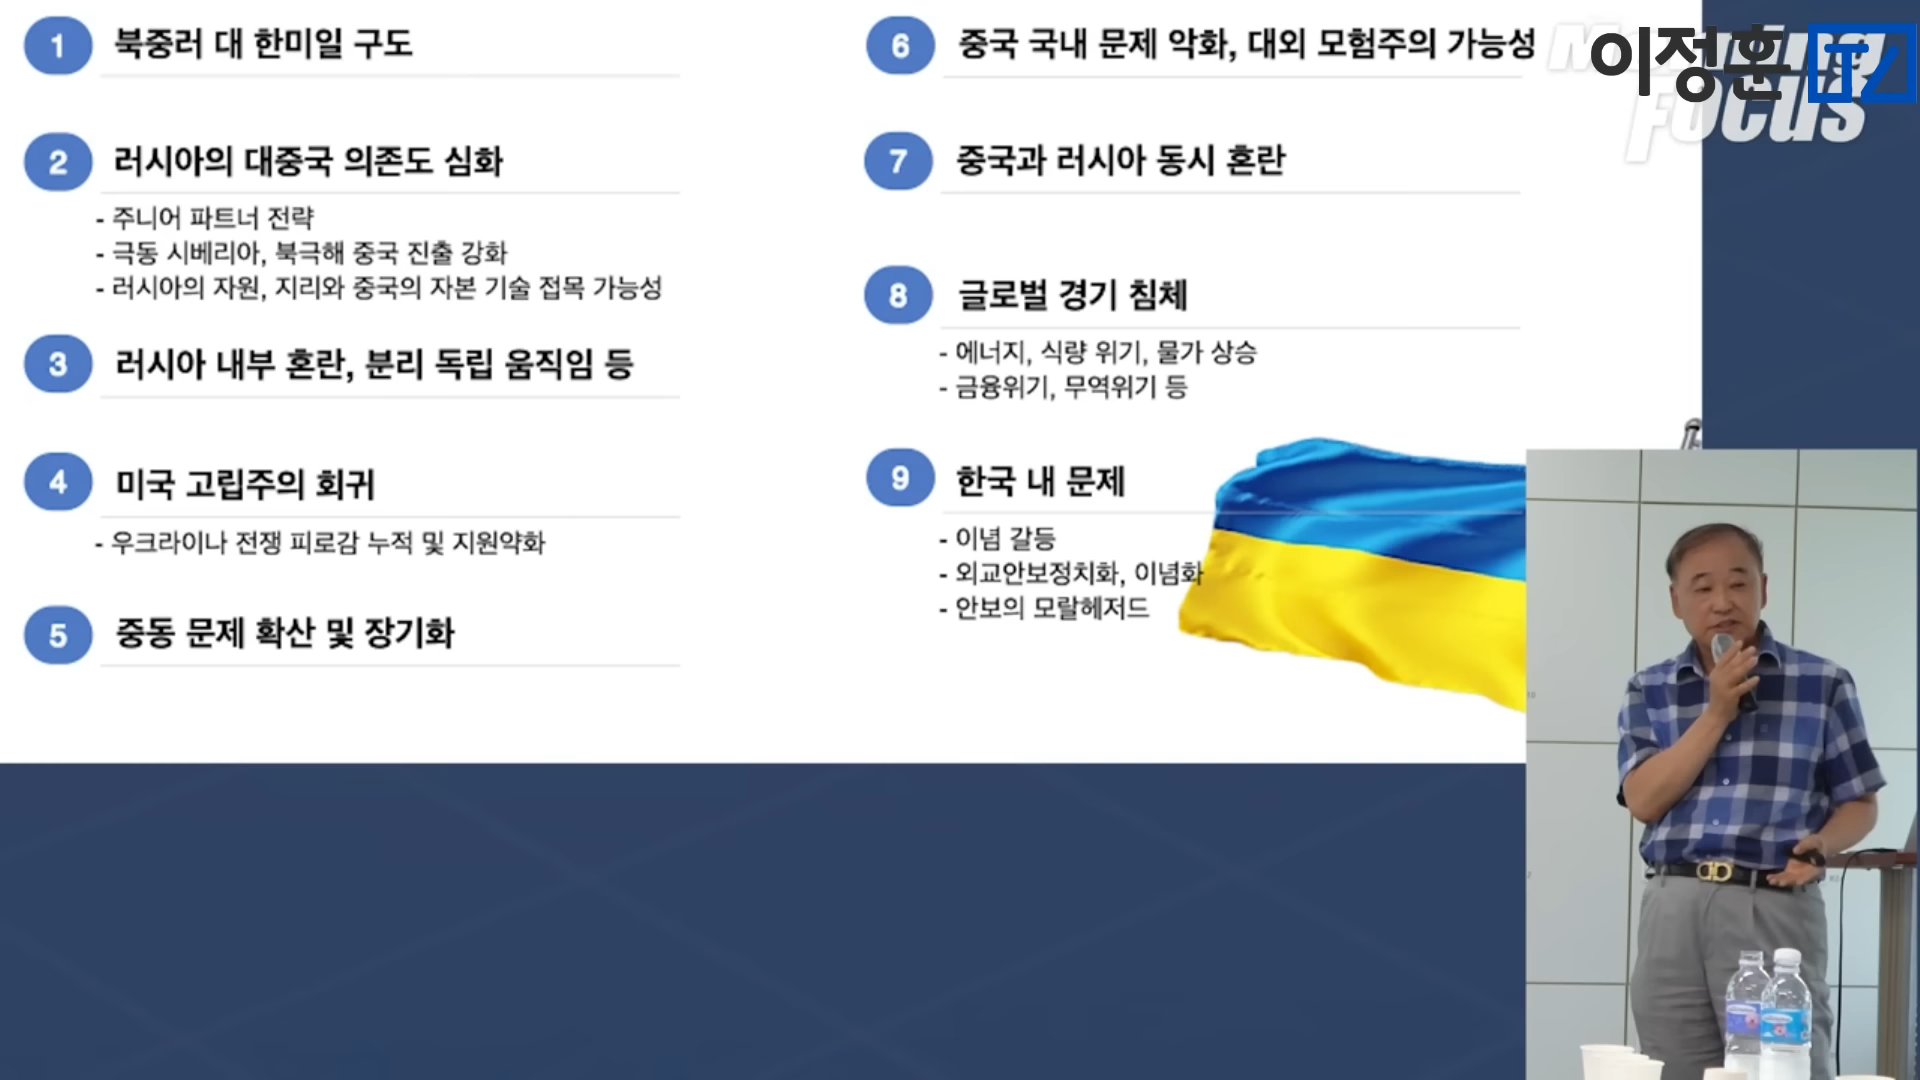 1 북중러 대 한미일 구도
2 러시아의 대중국 의존도 심화
- 주니어 파트너 전략
- 극동 시베리아, 북극해 중국 진출 강화
- 러시아의 자원, 지리와 중국의 자본 기술 접목 가능성
3 러시아 내부 혼란, 분리 독립 움직임 등
4 미국 고립주의 회귀
- 우크라이나 전쟁 피로감 누적 및 지원약화
5 중동 문제 확산 및 장기화
6 중국 국내 문제 악화, 대외 모험주의 가능성
7 중국과 러시아 동시 혼란
8 글로벌 경기 침체
- 에너지, 식량 위기, 물가 상승
- 금융위기, 무역위기 등
9 한국 내 문제
- 이념 갈등
- 외교안보정치화, 이념화
- 안보의 모랄헤저드
이정훈 TV
Morning
Focus